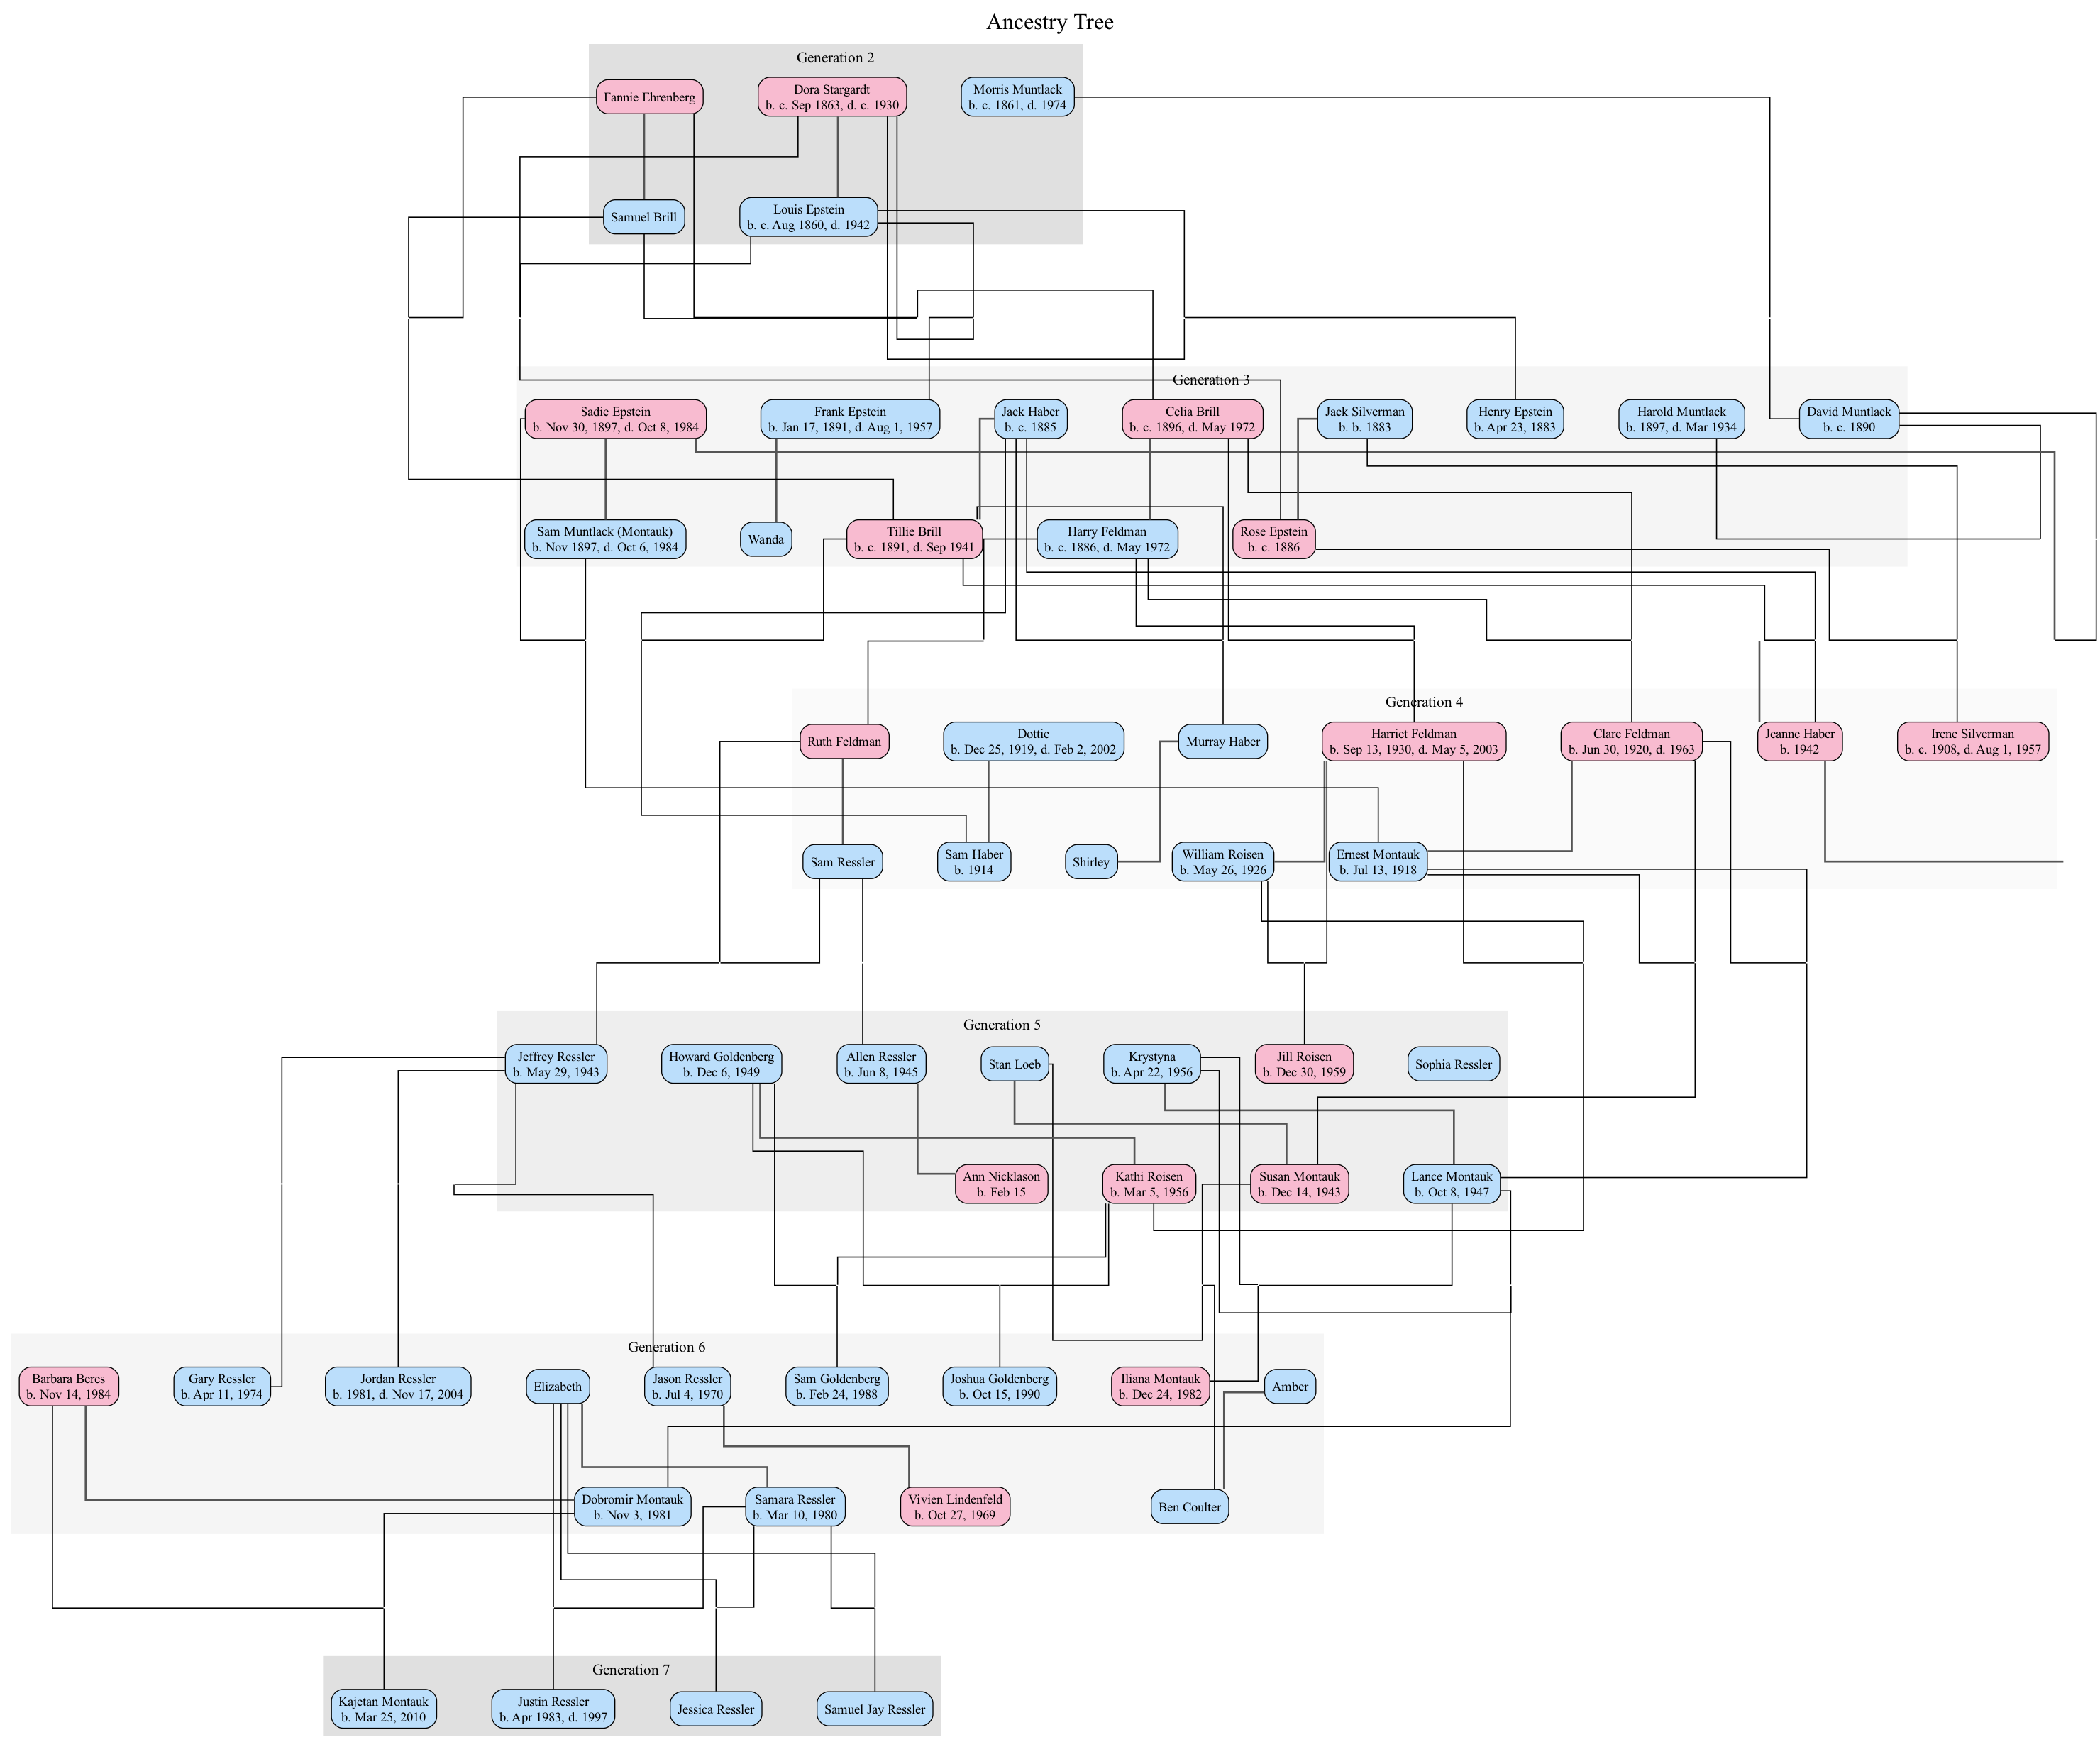 Ancestry Tree
Generation 2
Fannie Ehrenberg
Dora Stargardt
b. c. Sep 1863, d. c. 1930
Morris Muntlack
b. c. 1861, d. 1974
Samuel Brill
Louis Epstein
b. c. Aug 1860, d. 1942
Generation 3
Sadie Epstein
b. Nov 30, 1897, d. Oct 8, 1984
Frank Epstein
b. Jan 17, 1891, d. Aug 1, 1957
Jack Haber
b. c. 1885
Celia Brill
b. c. 1896, d. May 1972
Jack Silverman
b. b. 1883
Henry Epstein
b. Apr 23, 1883
Harold Muntlack
b. 1897, d. Mar 1934
David Muntlack
b. c. 1890
Sam Muntlack (Montauk)
b. Nov 1897, d. Oct 6, 1984
Wanda
Tillie Brill
b. c. 1891, d. Sep 1941
Harry Feldman
b. c. 1886, d. May 1972
Rose Epstein
b. c. 1886
Generation 4
Ruth Feldman
Dottie
b. Dec 25, 1919, d. Feb 2, 2002
Murray Haber
Harriet Feldman
b. Sep 13, 1930, d. May 5, 2003
Clare Feldman
b. Jun 30, 1920, d. 1963
Jeanne Haber
b. 1942
Irene Silverman
b. c. 1908, d. Aug 1, 1957
Sam Ressler
Sam Haber
b. 1914
Shirley
William Roisen
b. May 26, 1926
Ernest Montauk
b. Jul 13, 1918
Generation 5
Jeffrey Ressler
b. May 29, 1943
Howard Goldenberg
b. Dec 6, 1949
Allen Ressler
b. Jun 8, 1945
Stan Loeb
Krystyna
b. Apr 22, 1956
Jill Roisen
b. Dec 30, 1959
Sophia Ressler
Ann Nicklason
b. Feb 15
Kathi Roisen
b. Mar 5, 1956
Susan Montauk
b. Dec 14, 1943
Lance Montauk
b. Oct 8, 1947
Generation 6
Barbara Beres
b. Nov 14, 1984
Gary Ressler
b. Apr 11, 1974
Jordan Ressler
b. 1981, d. Nov 17, 2004
Elizabeth
Jason Ressler
b. Jul 4, 1970
Sam Goldenberg
b. Feb 24, 1988
Joshua Goldenberg
b. Oct 15, 1990
Iliana Montauk
b. Dec 24, 1982
Amber
Dobromir Montauk
b. Nov 3, 1981
Samara Ressler
b. Mar 10, 1980
Vivien Lindenfeld
b. Oct 27, 1969
Ben Coulter
Generation 7
Kajetan Montauk
b. Mar 25, 2010
Justin Ressler
b. Apr 1983, d. 1997
Jessica Ressler
Samuel Jay Ressler